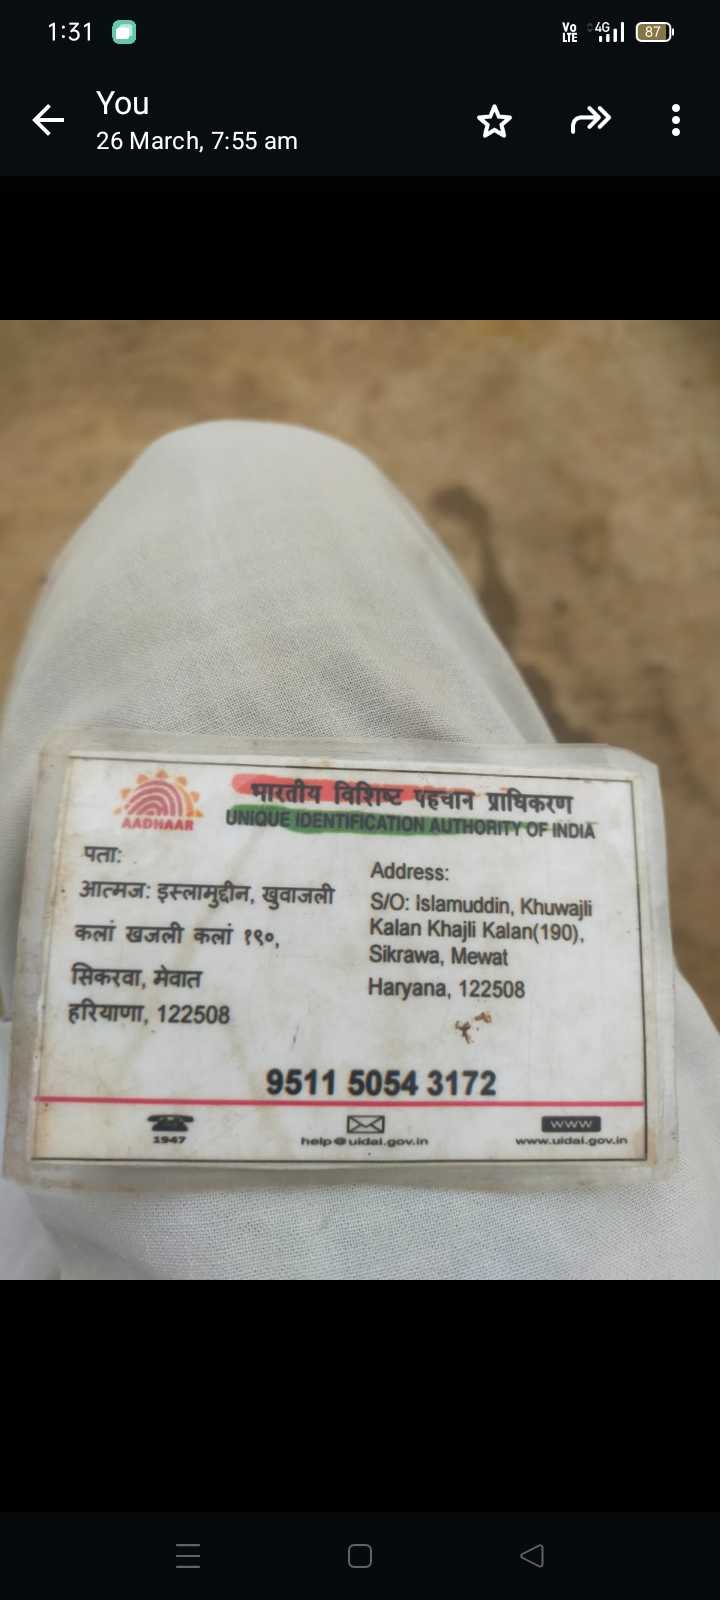 1:31
Vo LTE 4G 87
You
26 March, 7:55 am
भारतीय विशिष्ट पहचान प्राधिकरण
AADHAAR
UNIQUE IDENTIFICATION AUTHORITY OF INDIA
पता:
आत्मज: इस्लामुद्दीन, खुवाजली
कलां खजली कलां १९०,
सिकरवा, मेवात
हरियाणा, 122508
Address:
S/O: Islamuddin, Khuwajli
Kalan Khajli Kalan(190),
Sikrawa, Mewat
Haryana, 122508
9511 5054 3172
1947
help@uidai.gov.in
www
www.uidai.gov.in